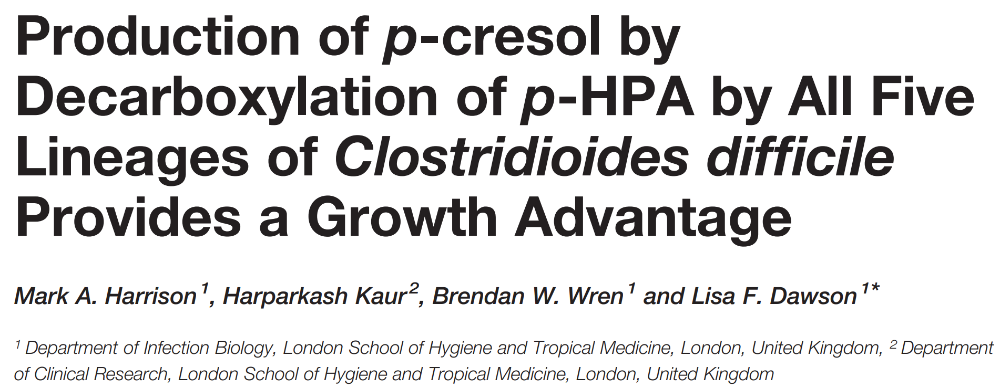 Production of p-cresol by
Decarboxylation of p-HPA by All Five
Lineages of Clostridioides difficile
Provides a Growth Advantage
Mark A. Harrison 1, Harparkash Kaur 2, Brendan W. Wren 1 and Lisa F. Dawson 1*
1 Department of Infection Biology, London School of Hygiene and Tropical Medicine, London, United Kingdom, 2 Department
of Clinical Research, London School of Hygiene and Tropical Medicine, London, United Kingdom